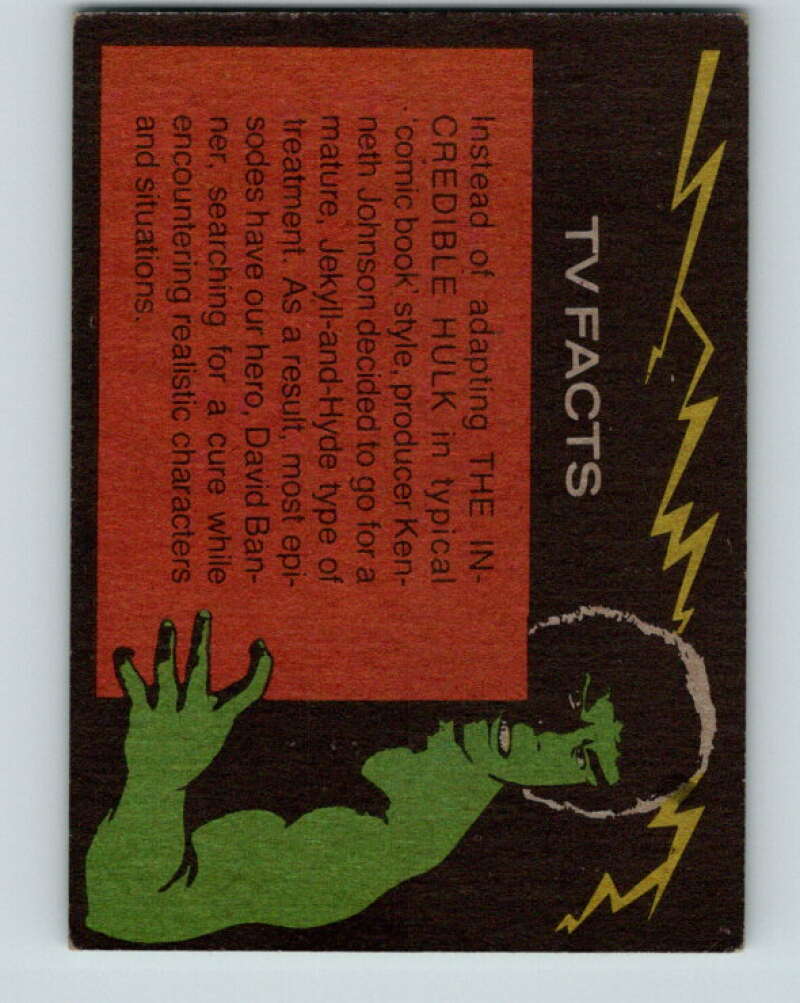 TV FACTS
Instead of adapting THE IN-
CREDIBLE HULK in typical
'comic book' style, producer Ken-
neth Johnson decided to go for a
mature, Jekyll-and-Hyde type of
treatment. As a result, most epi-
sodes have our hero, David Ban-
ner, searching for a cure while
encountering realistic characters
and situations.